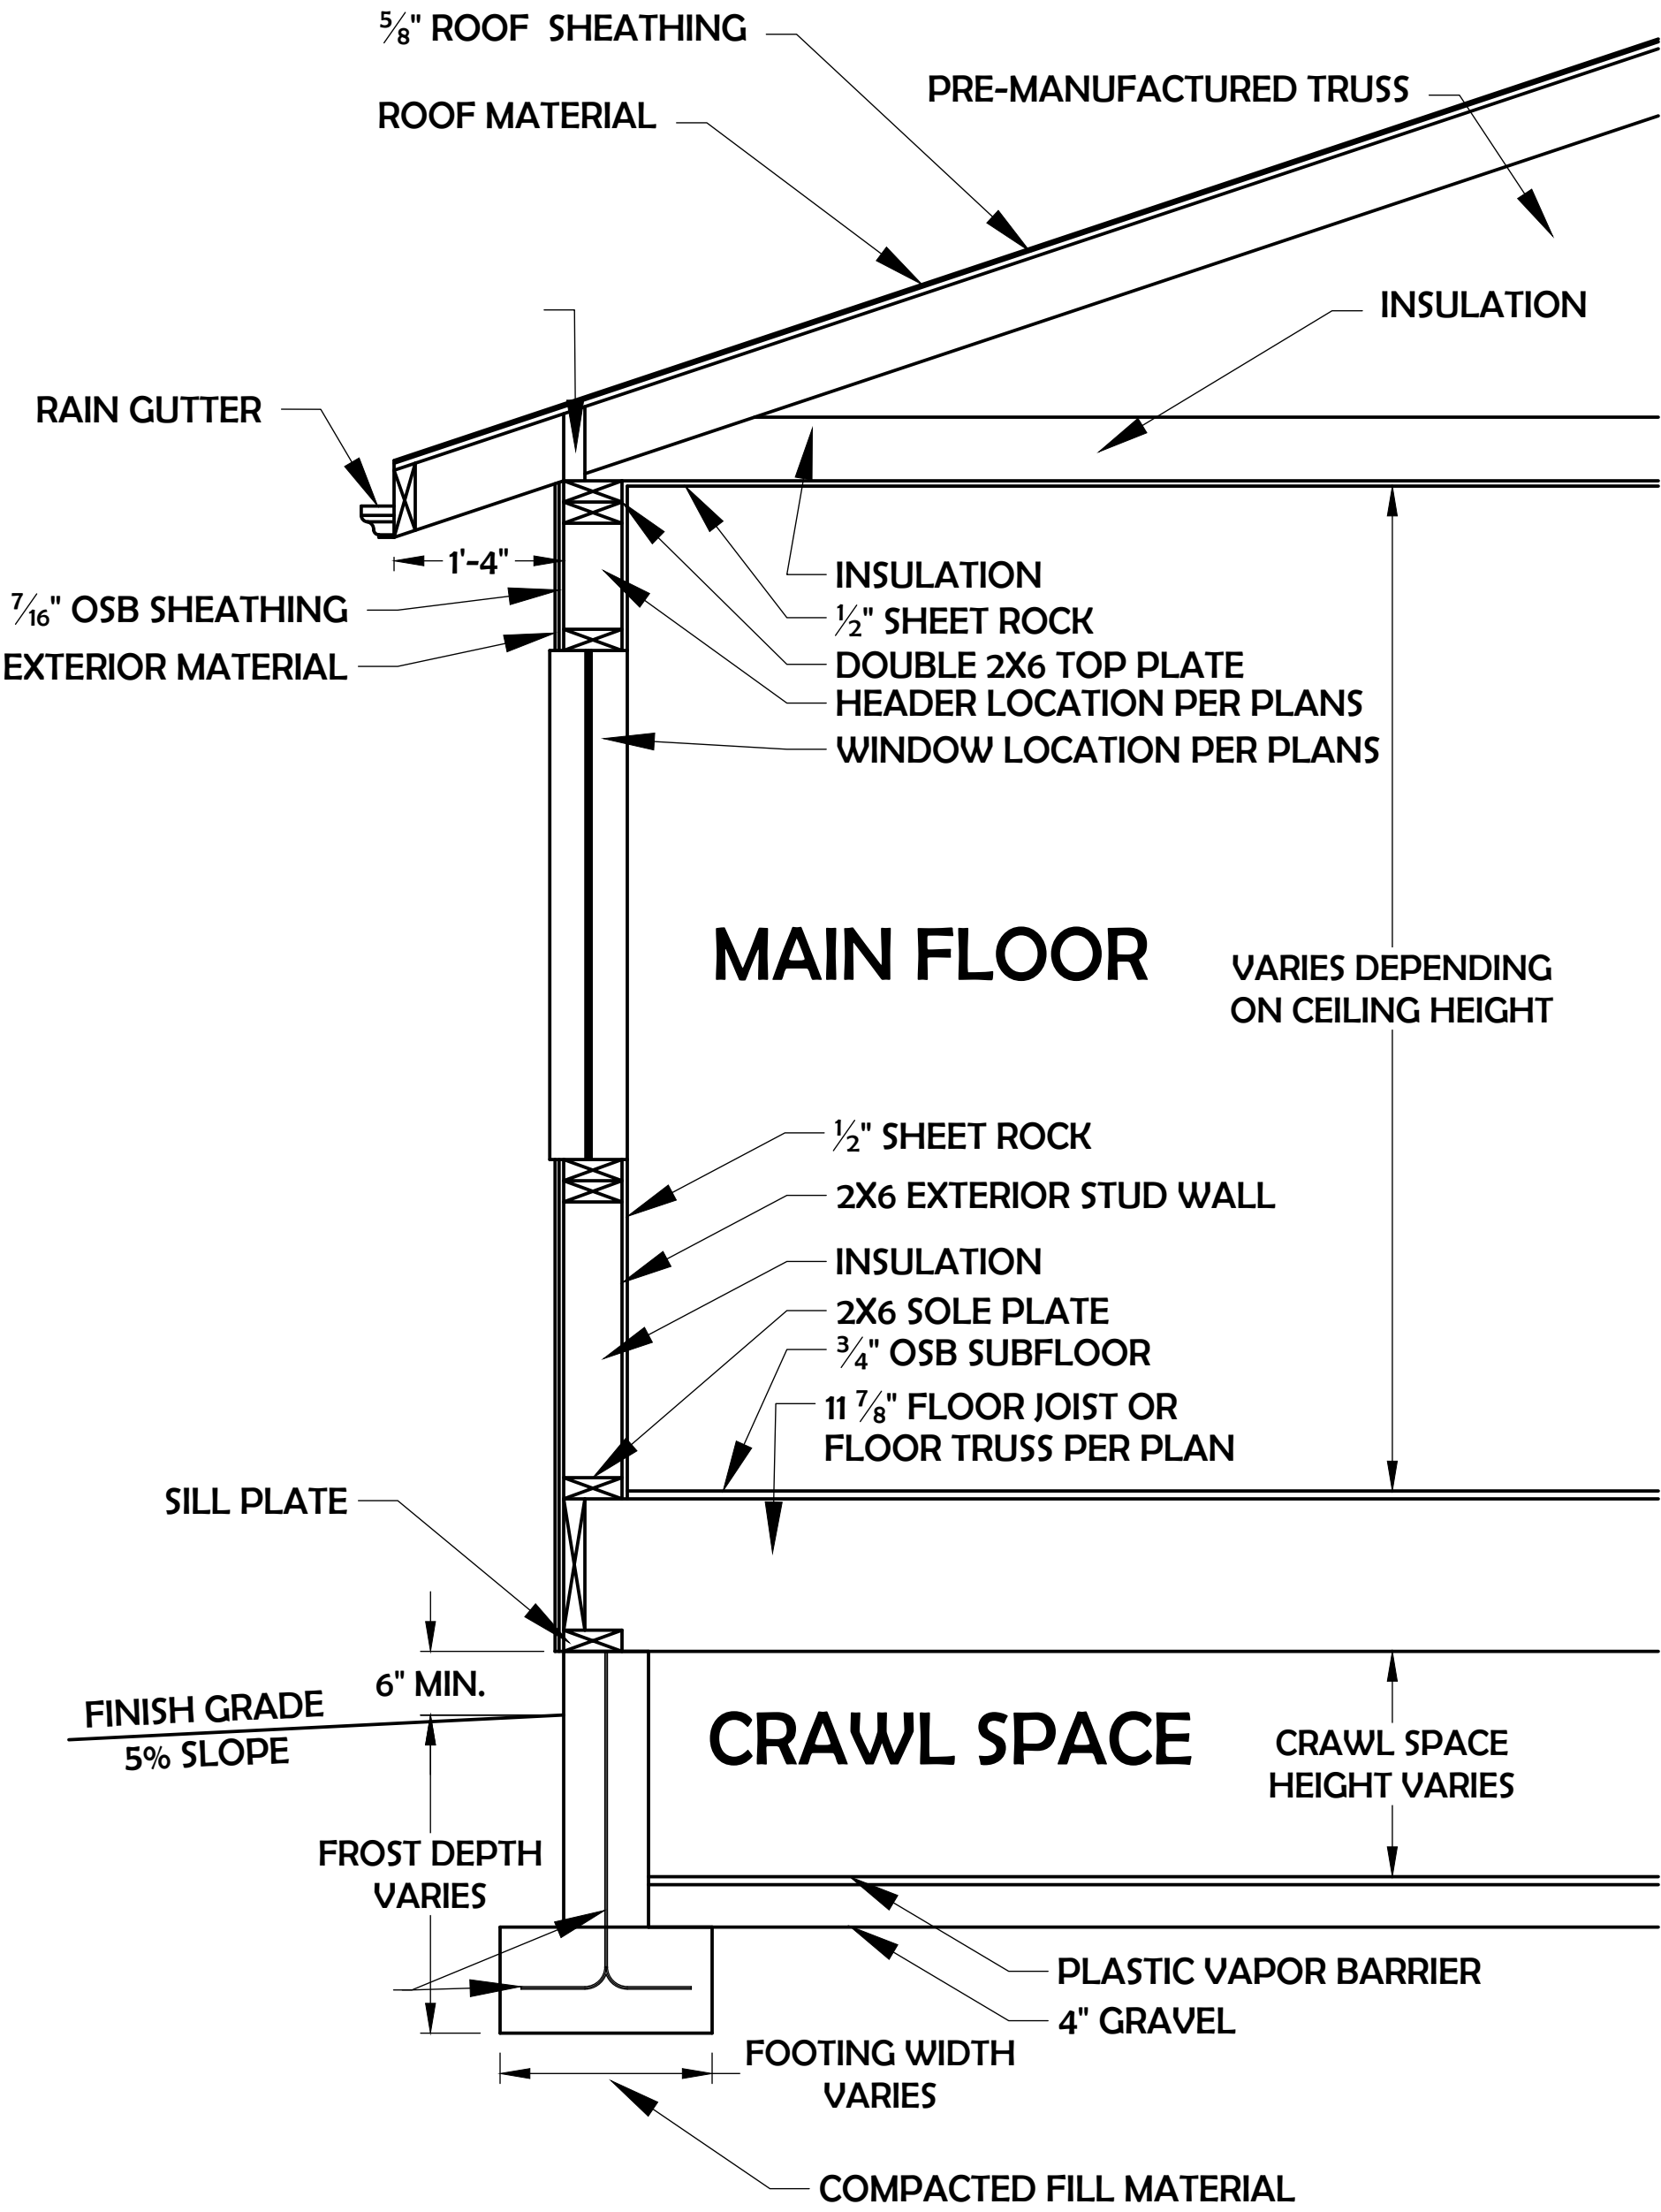 ⅝" ROOF SHEATHING
PRE-MANUFACTURED TRUSS
ROOF MATERIAL
INSULATION
RAIN GUTTER
1'-4"
INSULATION
7/16" OSB SHEATHING
½" SHEET ROCK
EXTERIOR MATERIAL
DOUBLE 2X6 TOP PLATE
HEADER LOCATION PER PLANS
WINDOW LOCATION PER PLANS
MAIN FLOOR
VARIES DEPENDING
ON CEILING HEIGHT
½" SHEET ROCK
2X6 EXTERIOR STUD WALL
INSULATION
2X6 SOLE PLATE
¾" OSB SUBFLOOR
11 ⅞" FLOOR JOIST OR
FLOOR TRUSS PER PLAN
SILL PLATE
6" MIN.
FINISH GRADE
5% SLOPE
CRAWL SPACE
CRAWL SPACE
HEIGHT VARIES
FROST DEPTH
VARIES
PLASTIC VAPOR BARRIER
4" GRAVEL
FOOTING WIDTH
VARIES
COMPACTED FILL MATERIAL